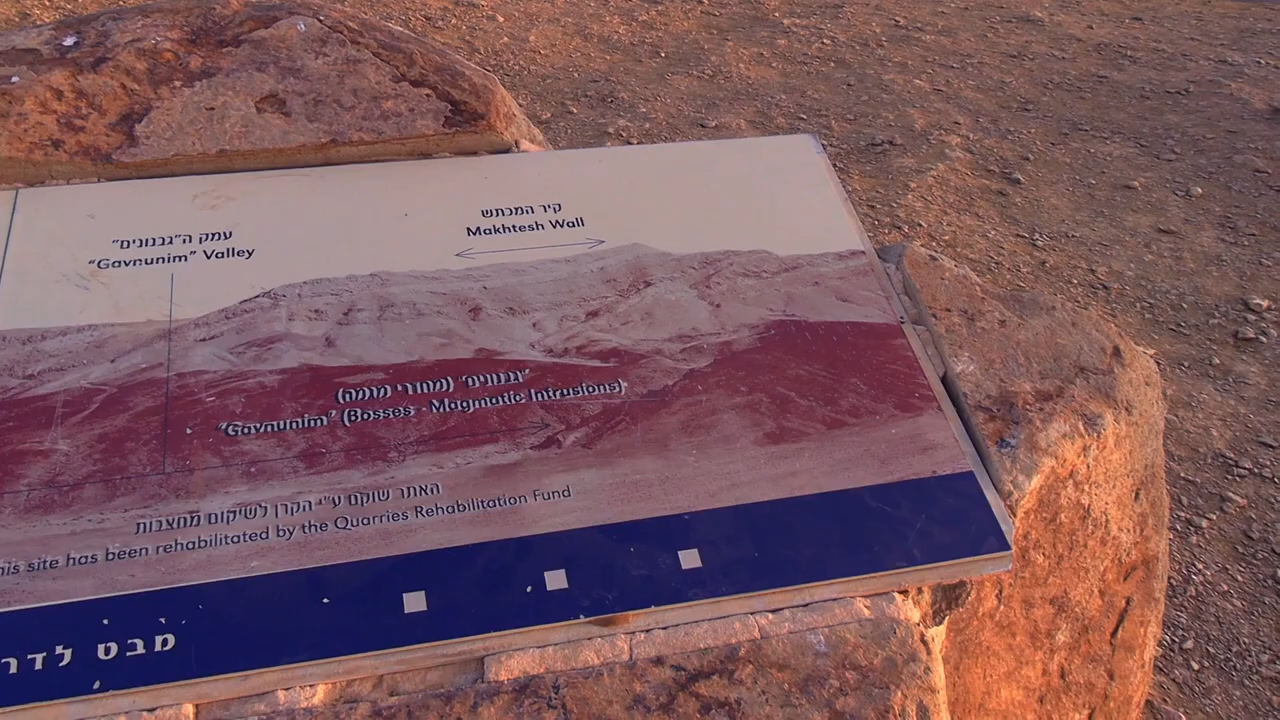 קיר המכתש
Makhtesh Wall
עמק ה"גבנונים"
"Gavnunim" Valley
"גבנונים" (מחדרי מגמה)
"Gavnunim" (Bosses - Magmatic Intrusions)
האתר שוקם ע"י הקרן לשיקום מחצבות
his site has been rehabilitated by the Quarries Rehabilitation Fund
מבט לדר